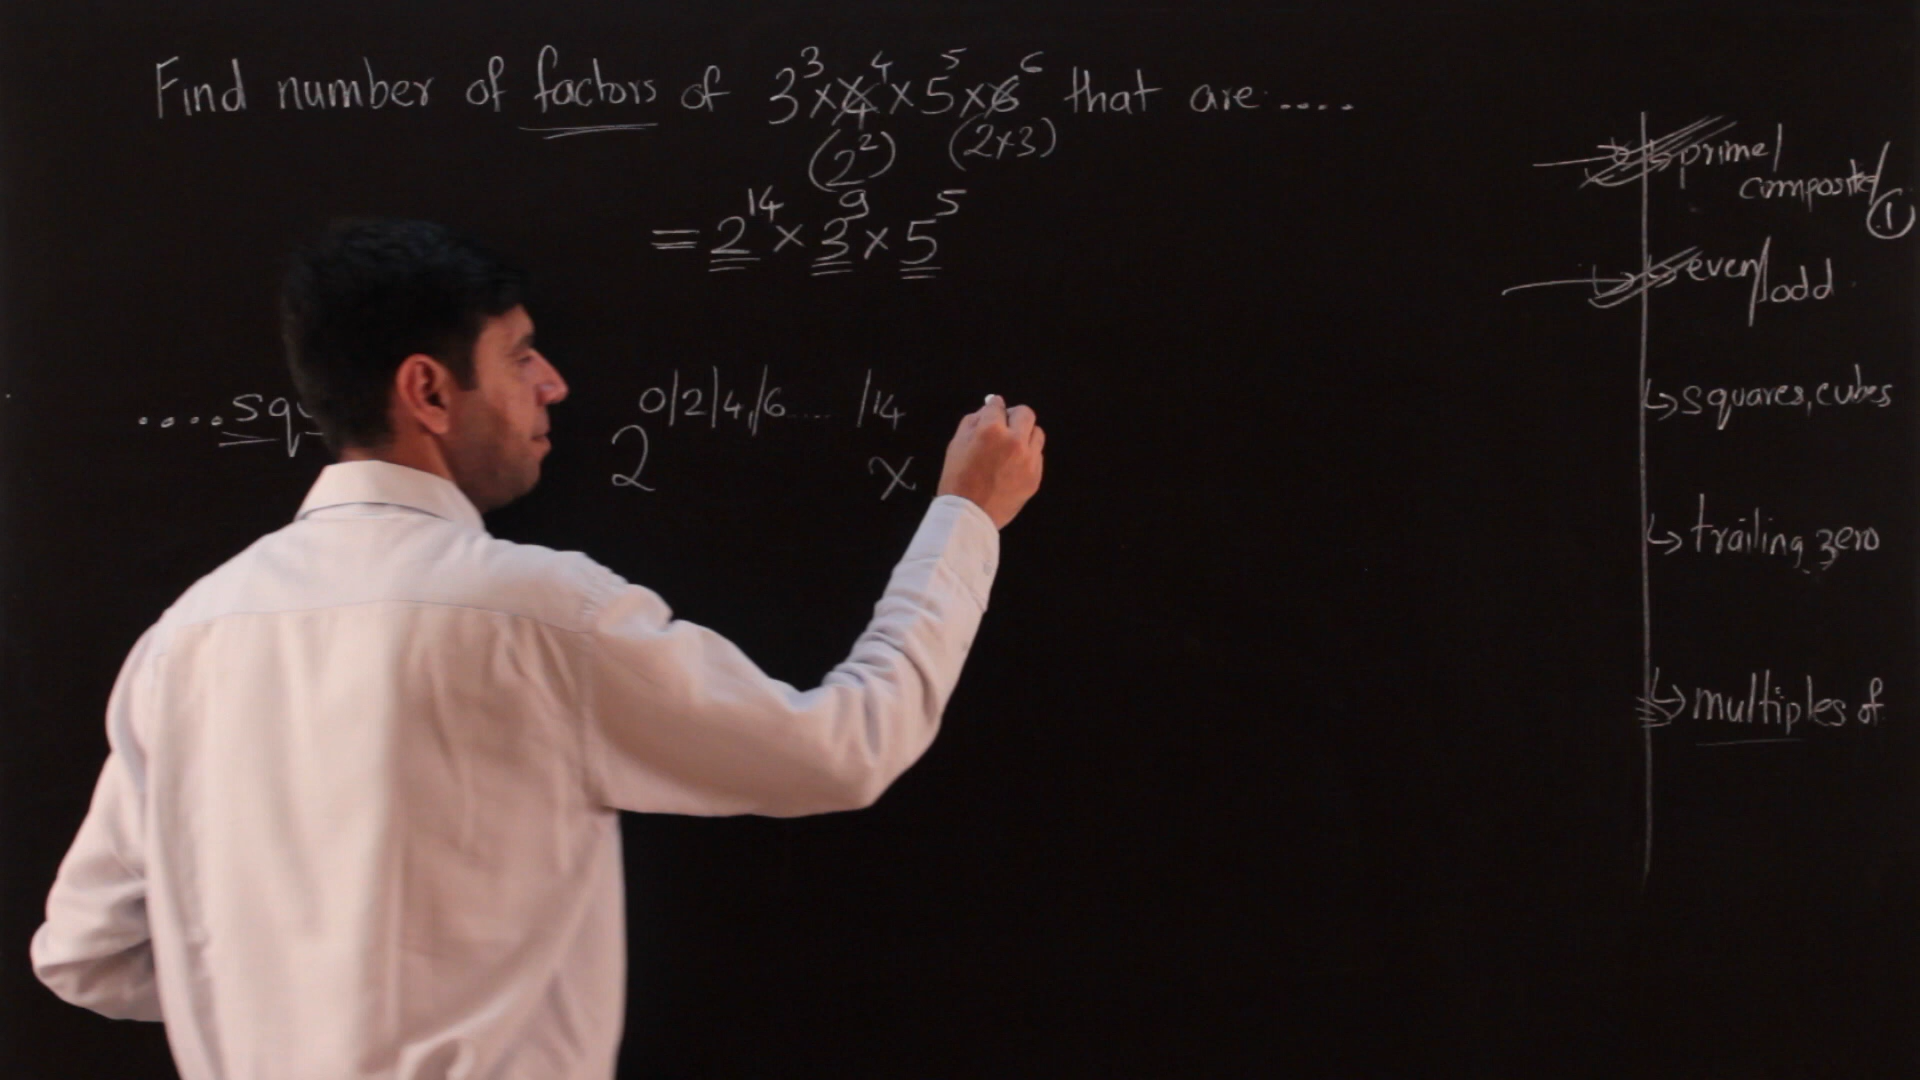 Find number of factors of 3³×4⁴×5⁵×6⁶ that are ....
(2²) (2×3)
= 2¹⁴ × 3⁹ × 5⁵
prime/
composite/
1
even/odd
....squ
2^0/2/4/6..../14 ×
↳ squares, cubes
↳ trailing zero
↳ multiples of